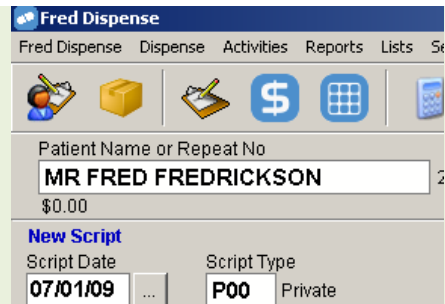 Fred Dispense
Fred Dispense Dispense Activities Reports Lists
Patient Name or Repeat No
MR FRED FREDRICKSON
$0.00
New Script
Script Date Script Type
07/01/09 ... P00 Private